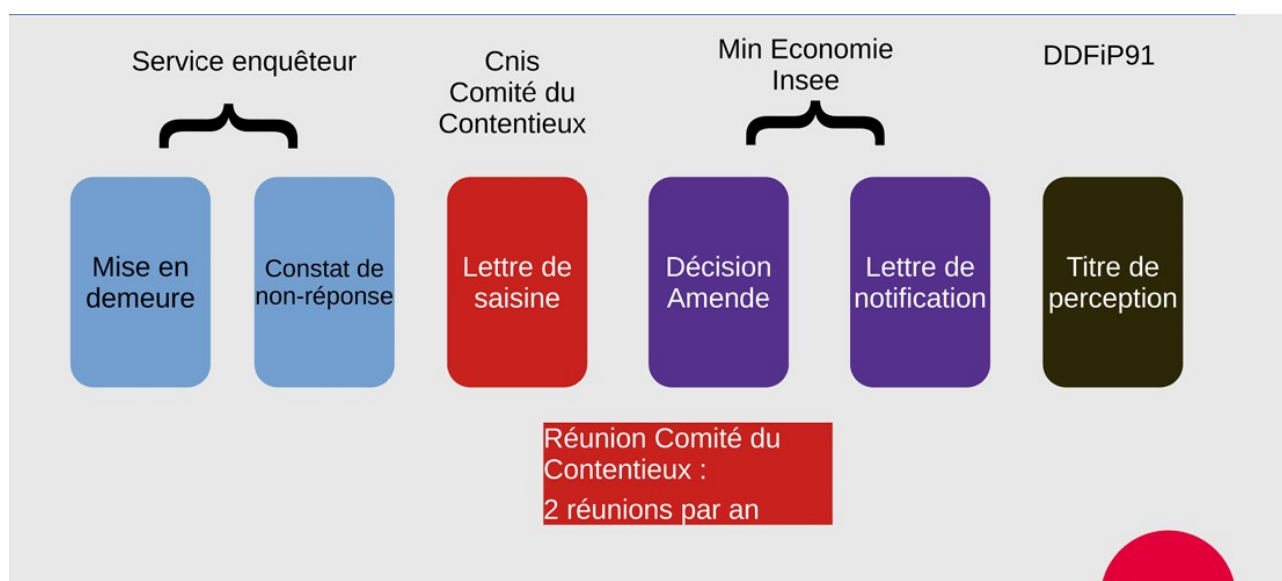 Service enquêteur
Cnis
Comité du
Contentieux
Min Economie
Insee
DDFiP91
Mise en
demeure
Constat de
non-réponse
Lettre de
saisine
Décision
Amende
Lettre de
notification
Titre de
perception
Réunion Comité du
Contentieux :
2 réunions par an